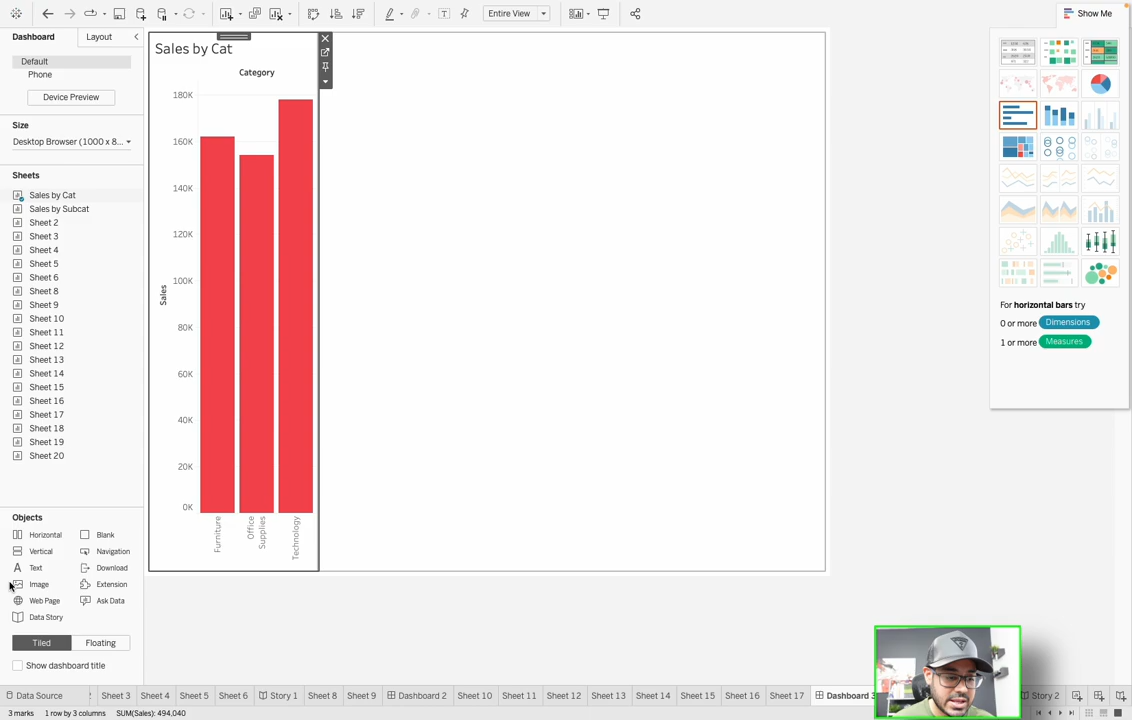 Entire View
Show Me
Dashboard
Layout
Default
Phone
Device Preview
Size
Desktop Browser (1000 x 8...
Sheets
Sales by Cat
Sales by Subcat
Sheet 2
Sheet 3
Sheet 4
Sheet 5
Sheet 6
Sheet 8
Sheet 9
Sheet 10
Sheet 11
Sheet 12
Sheet 13
Sheet 14
Sheet 15
Sheet 16
Sheet 17
Sheet 18
Sheet 19
Sheet 20
Objects
Horizontal
Blank
Vertical
Navigation
Text
Download
Image
Extension
Web Page
Ask Data
Data Story
Tiled
Floating
Show dashboard title
Sales by Cat
Category
180K
160K
140K
120K
100K
80K
60K
40K
20K
0K
Sales
Furniture
Office
Supplies
Technology
For horizontal bars try
0 or more Dimensions
1 or more Measures
Data Source
Sheet 3
Sheet 4
Sheet 5
Sheet 6
Story 1
Sheet 8
Sheet 9
Dashboard 2
Sheet 10
Sheet 11
Sheet 12
Sheet 13
Sheet 14
Sheet 15
Sheet 16
Sheet 17
Dashboard 3
Story 2
3 marks
1 row by 3 columns
SUM(Sales): 494,040